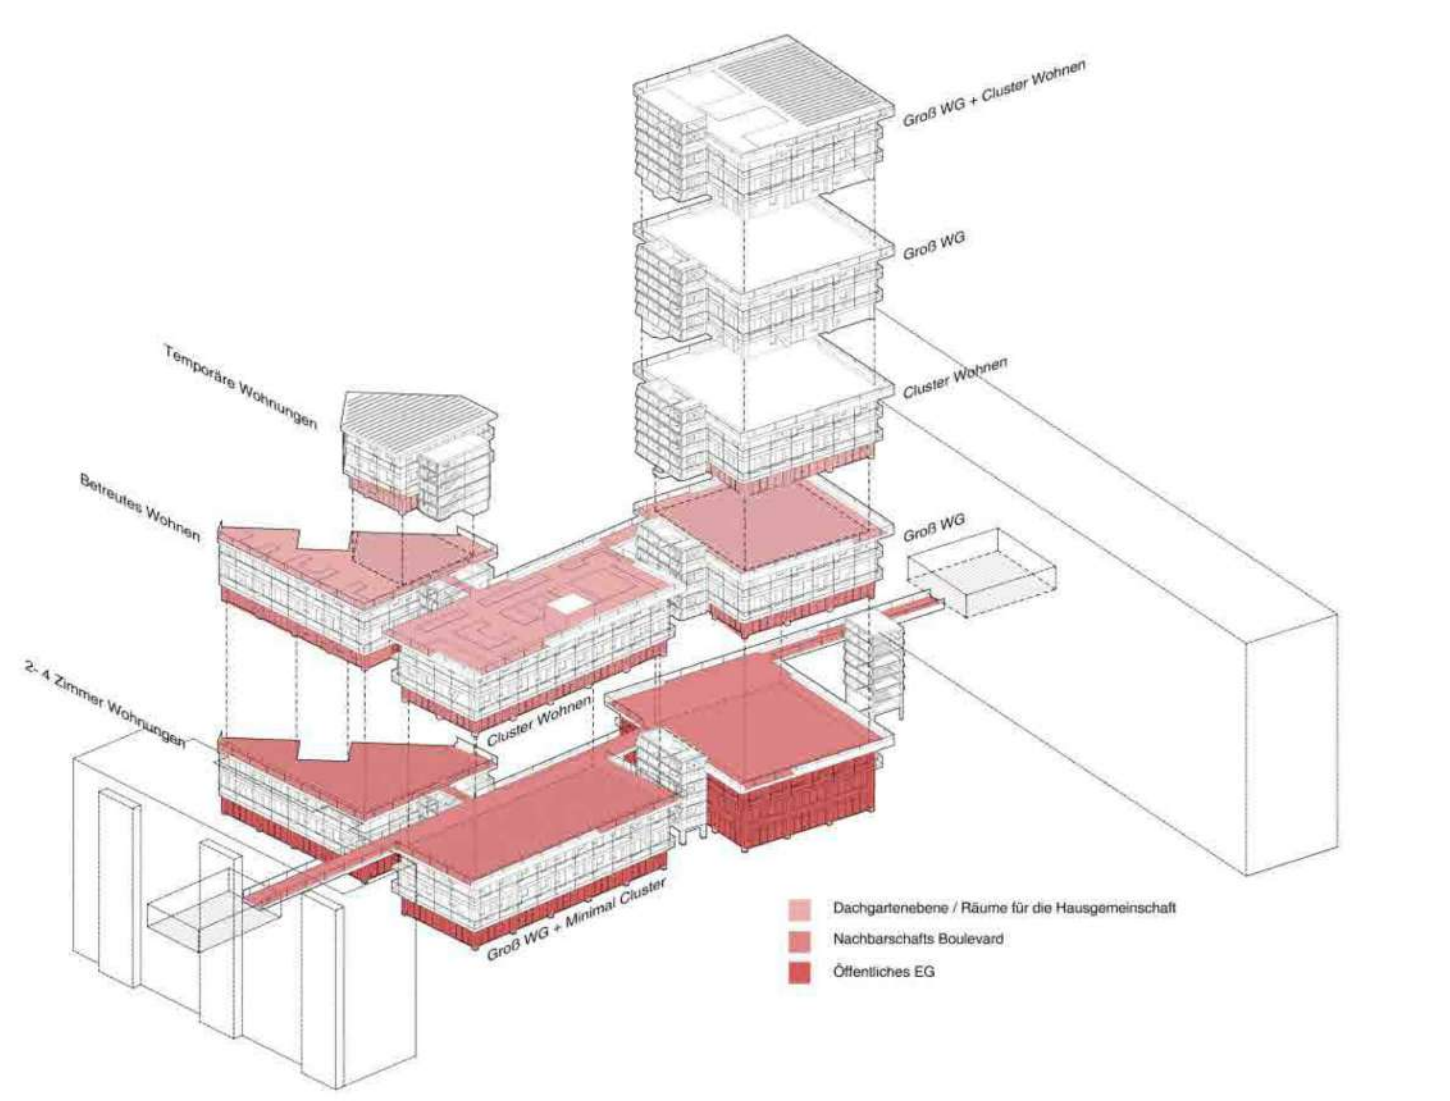 Groß WG + Cluster Wohnen
Groß WG
Temporäre Wohnungen
Cluster Wohnen
Betreutes Wohnen
Groß WG
2- 4 Zimmer Wohnungen
Cluster Wohnen
Groß WG + Minimal Cluster
Dachgartenebene / Räume für die Hausgemeinschaft
Nachbarschafts Boulevard
Öffentliches EG